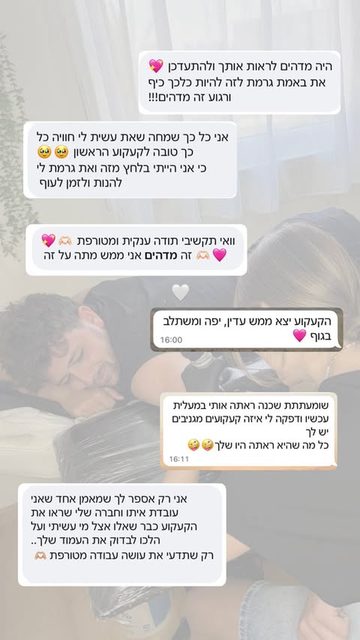 היה מדהים לראות אותך ולהתעדכן 💖
את באמת גרמת לזה להיות כלכך כיף
ורגוע זה מדהים!!!
אני כל כך שמחה שאת עשית לי חוויה כל
כך טובה לקעקוע הראשון 🥹🥹
כי אני הייתי בלחץ מזה ואת גרמת לי
להנות ולזמן לעוף
וואי תקשיבי תודה ענקית ומטורפת 🫶🏻💖
🩷🫶🏻 זה מדהים אני ממש מתה על זה
הקעקוע יצא ממש עדין, יפה ומשתלב
בגוף 🩷
16:00
שומעתתת שכנה ראתה אותי במעלית
עכשיו ודפקה לי איזה קעקועים מגניבים
יש לך
כל מה שהיא ראתה היו שלך🤪🤪
16:11
אני רק אספר לך שמאמן אחד שאני
עובדת איתו וחברה שלי שראו את
הקעקוע כבר שאלו אצל מי עשיתי ועל
הלכו לבדוק את העמוד שלך..
רק שתדעי את עושה עבודה מטורפת 🫶🏻